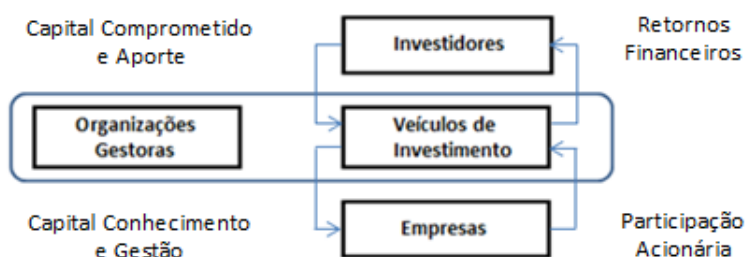 Capital Comprometido
e Aporte
Investidores
Retornos
Financeiros
Organizações
Gestoras
Veículos de
Investimento
Capital Conhecimento
e Gestão
Empresas
Participação
Acionária